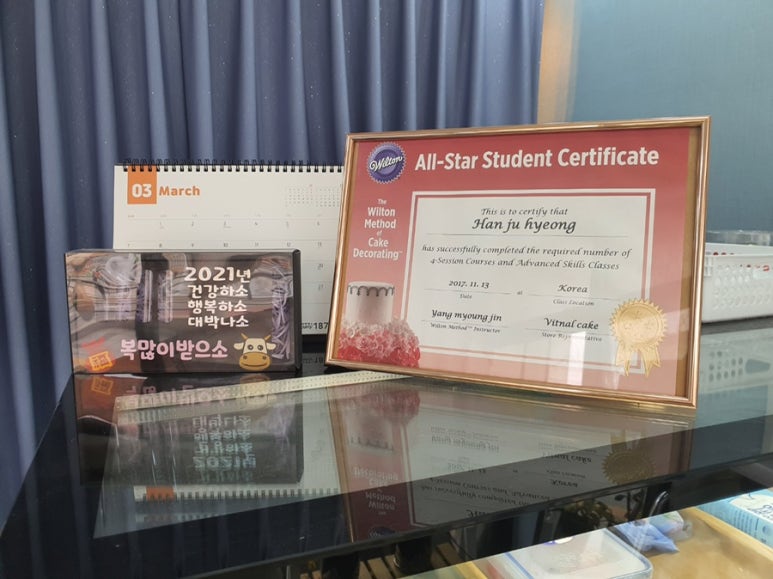 03 March
2021년
건강하소
행복하소
대박나소
복많이받으소
187
Wilton
All-Star Student Certificate
The
Wilton
Method
of
Cake
Decorating™
This is to certify that
Han ju hyeong
has successfully completed the required number of
4-Session Courses and Advanced Skills Classes
2017. 11. 13 at Korea
Date Class Location
Yang myoung jin Vitnal cake
Wilton Method™ Instructor Store Representative